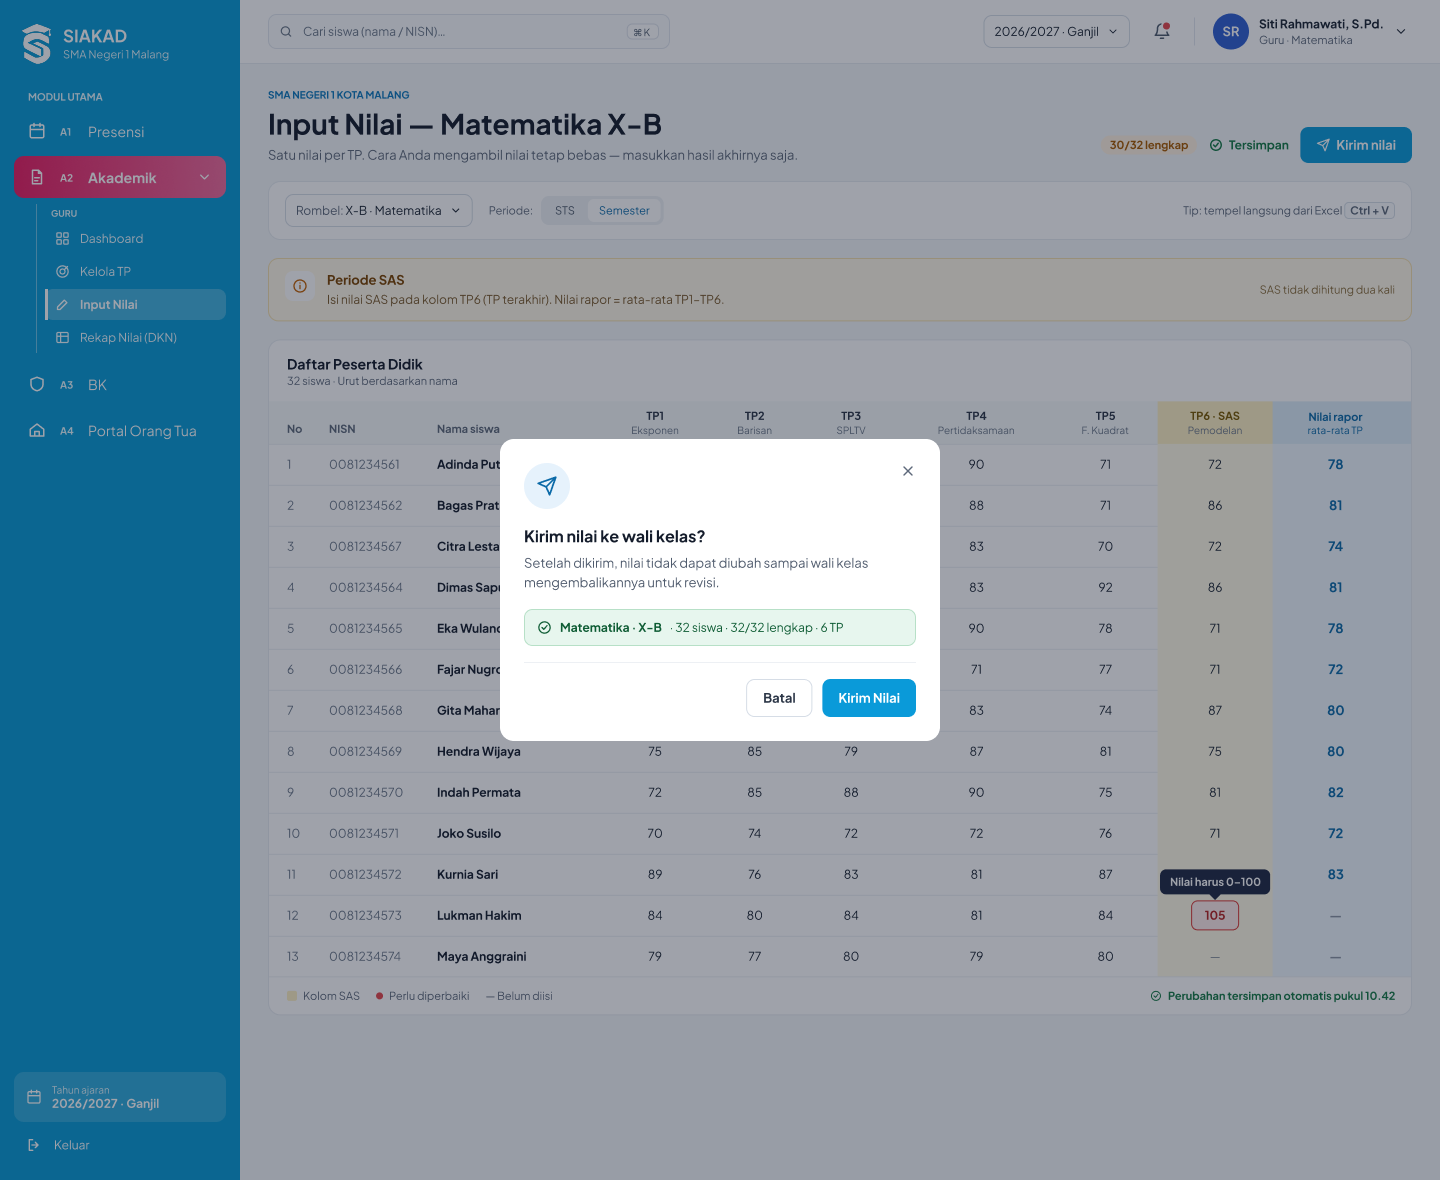 SIAKAD
SMA Negeri 1 Malang
MODUL UTAMA
A1 Presensi
A2 Akademik
GURU
Dashboard
Kelola TP
Input Nilai
Rekap Nilai (DKN)
A3 BK
A4 Portal Orang Tua
Tahun ajaran
2026/2027 · Ganjil
Keluar
Cari siswa (nama / NISN)...
⌘ K
2026/2027 · Ganjil
SR
Siti Rahmawati, S.Pd.
Guru · Matematika
SMA NEGERI 1 KOTA MALANG
Input Nilai — Matematika X-B
Satu nilai per TP. Cara Anda mengambil nilai tetap bebas — masukkan hasil akhirnya saja.
30/32 lengkap
Tersimpan
Kirim nilai
Rombel: X-B · Matematika
Periode: STS Semester
Tip: tempel langsung dari Excel Ctrl + V
Periode SAS
Isi nilai SAS pada kolom TP6 (TP terakhir). Nilai rapor = rata-rata TP1–TP6.
SAS tidak dihitung dua kali
Daftar Peserta Didik
32 siswa · Urut berdasarkan nama
No NISN Nama siswa TP1 TP2 TP3 TP4 TP5 TP6 · SAS Nilai rapor
Eksponen Barisan SPLTV Pertidaksamaan F. Kuadrat Pemodelan rata-rata TP
1 0081234561 Adinda Put 90 71 72 78
2 0081234562 Bagas Prat 88 71 86 81
3 0081234567 Citra Lesta 83 70 72 74
4 0081234564 Dimas Sapu 83 92 86 81
5 0081234565 Eka Wulan 90 78 71 78
6 0081234566 Fajar Nugro 71 77 71 72
7 0081234568 Gita Mahar 83 74 87 80
8 0081234569 Hendra Wijaya 75 85 79 87 81 75 80
9 0081234570 Indah Permata 72 85 88 90 75 81 82
10 0081234571 Joko Susilo 70 74 72 72 76 71 72
11 0081234572 Kurnia Sari 89 76 83 81 87 83
Nilai harus 0–100
12 0081234573 Lukman Hakim 84 80 84 81 84 105 —
13 0081234574 Maya Anggraini 79 77 80 79 80 — —
Kolom SAS Perlu diperbaiki — Belum diisi
Perubahan tersimpan otomatis pukul 10.42
Kirim nilai ke wali kelas?
Setelah dikirim, nilai tidak dapat diubah sampai wali kelas
mengembalikannya untuk revisi.
Matematika · X-B · 32 siswa · 32/32 lengkap · 6 TP
Batal
Kirim Nilai